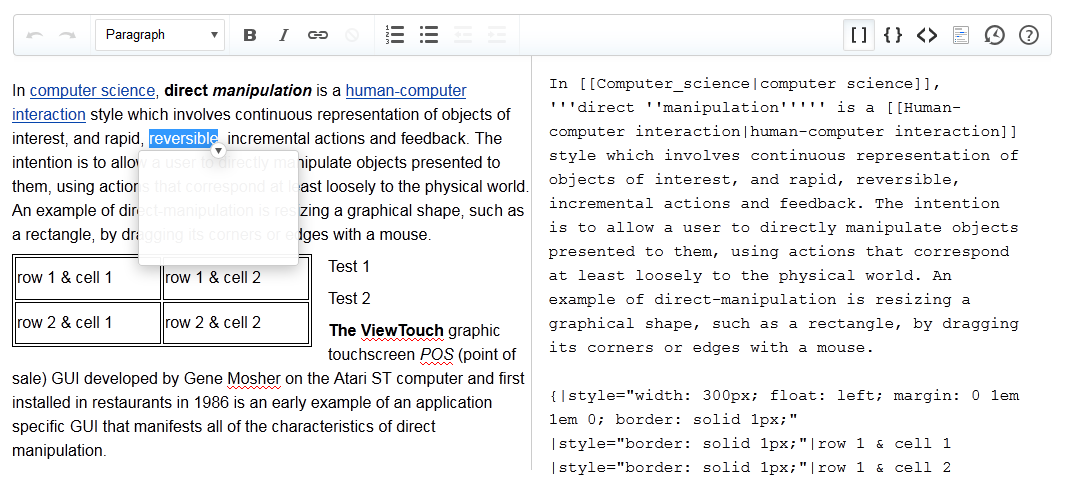 Paragraph
In computer science, direct manipulation is a human-computer
interaction style which involves continuous representation of objects of
interest, and rapid, reversible, incremental actions and feedback. The
intention is to allow a user to directly manipulate objects presented to
them, using actions that correspond at least loosely to the physical world.
An example of direct-manipulation is resizing a graphical shape, such as
a rectangle, by dragging its corners or edges with a mouse.
row 1 & cell 1 row 1 & cell 2
row 2 & cell 1 row 2 & cell 2
Test 1
Test 2
The ViewTouch graphic
touchscreen POS (point of
sale) GUI developed by Gene Mosher on the Atari ST computer and first
installed in restaurants in 1986 is an early example of an application
specific GUI that manifests all of the characteristics of direct
manipulation.
In [[Computer_science|computer science]],
'''direct ''manipulation''''' is a [[Human-
computer interaction|human-computer interaction]]
style which involves continuous representation of
objects of interest, and rapid, reversible,
incremental actions and feedback. The intention
is to allow a user to directly manipulate objects
presented to them, using actions that correspond
at least loosely to the physical world. An
example of direct-manipulation is resizing a
graphical shape, such as a rectangle, by dragging
its corners or edges with a mouse.
{|style="width: 300px; float: left; margin: 0 1em
1em 0; border: solid 1px;"
|style="border: solid 1px;"|row 1 & cell 1
|style="border: solid 1px;"|row 1 & cell 2